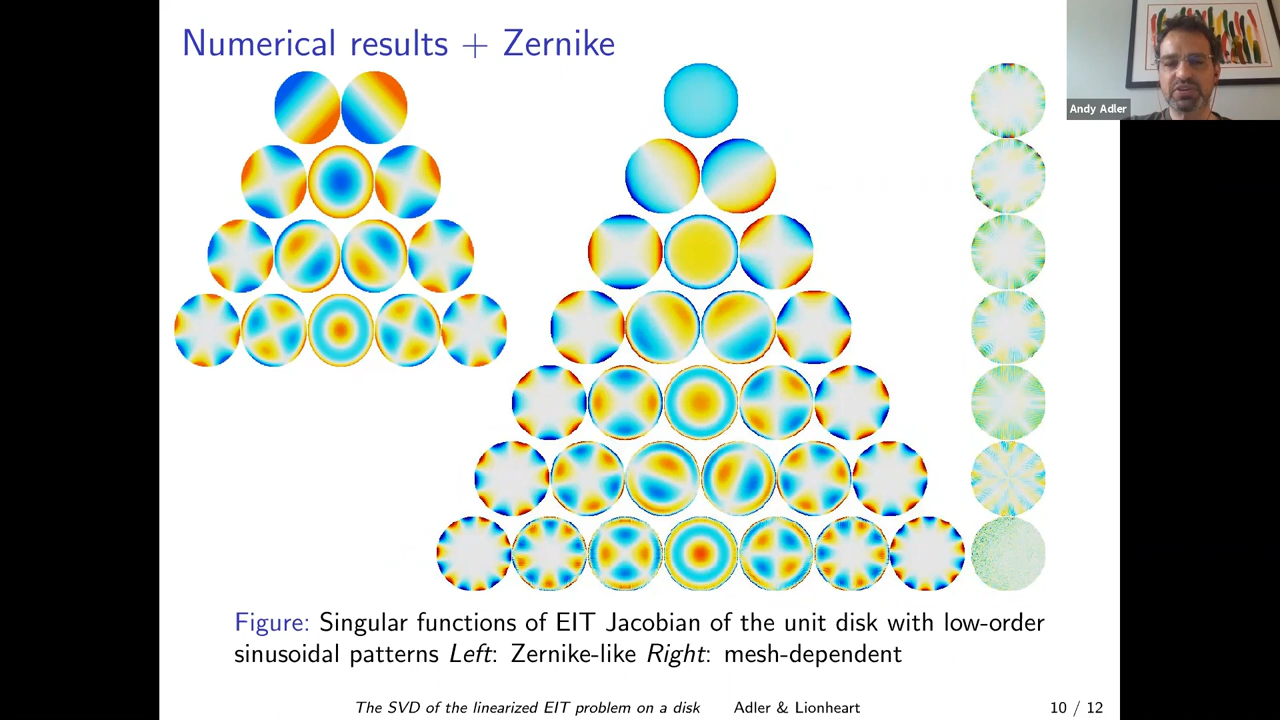 Numerical results + Zernike
Andy Adler
Figure: Singular functions of EIT Jacobian of the unit disk with low-order
sinusoidal patterns Left: Zernike-like Right: mesh-dependent
The SVD of the linearized EIT problem on a disk Adler & Lionheart 10 / 12